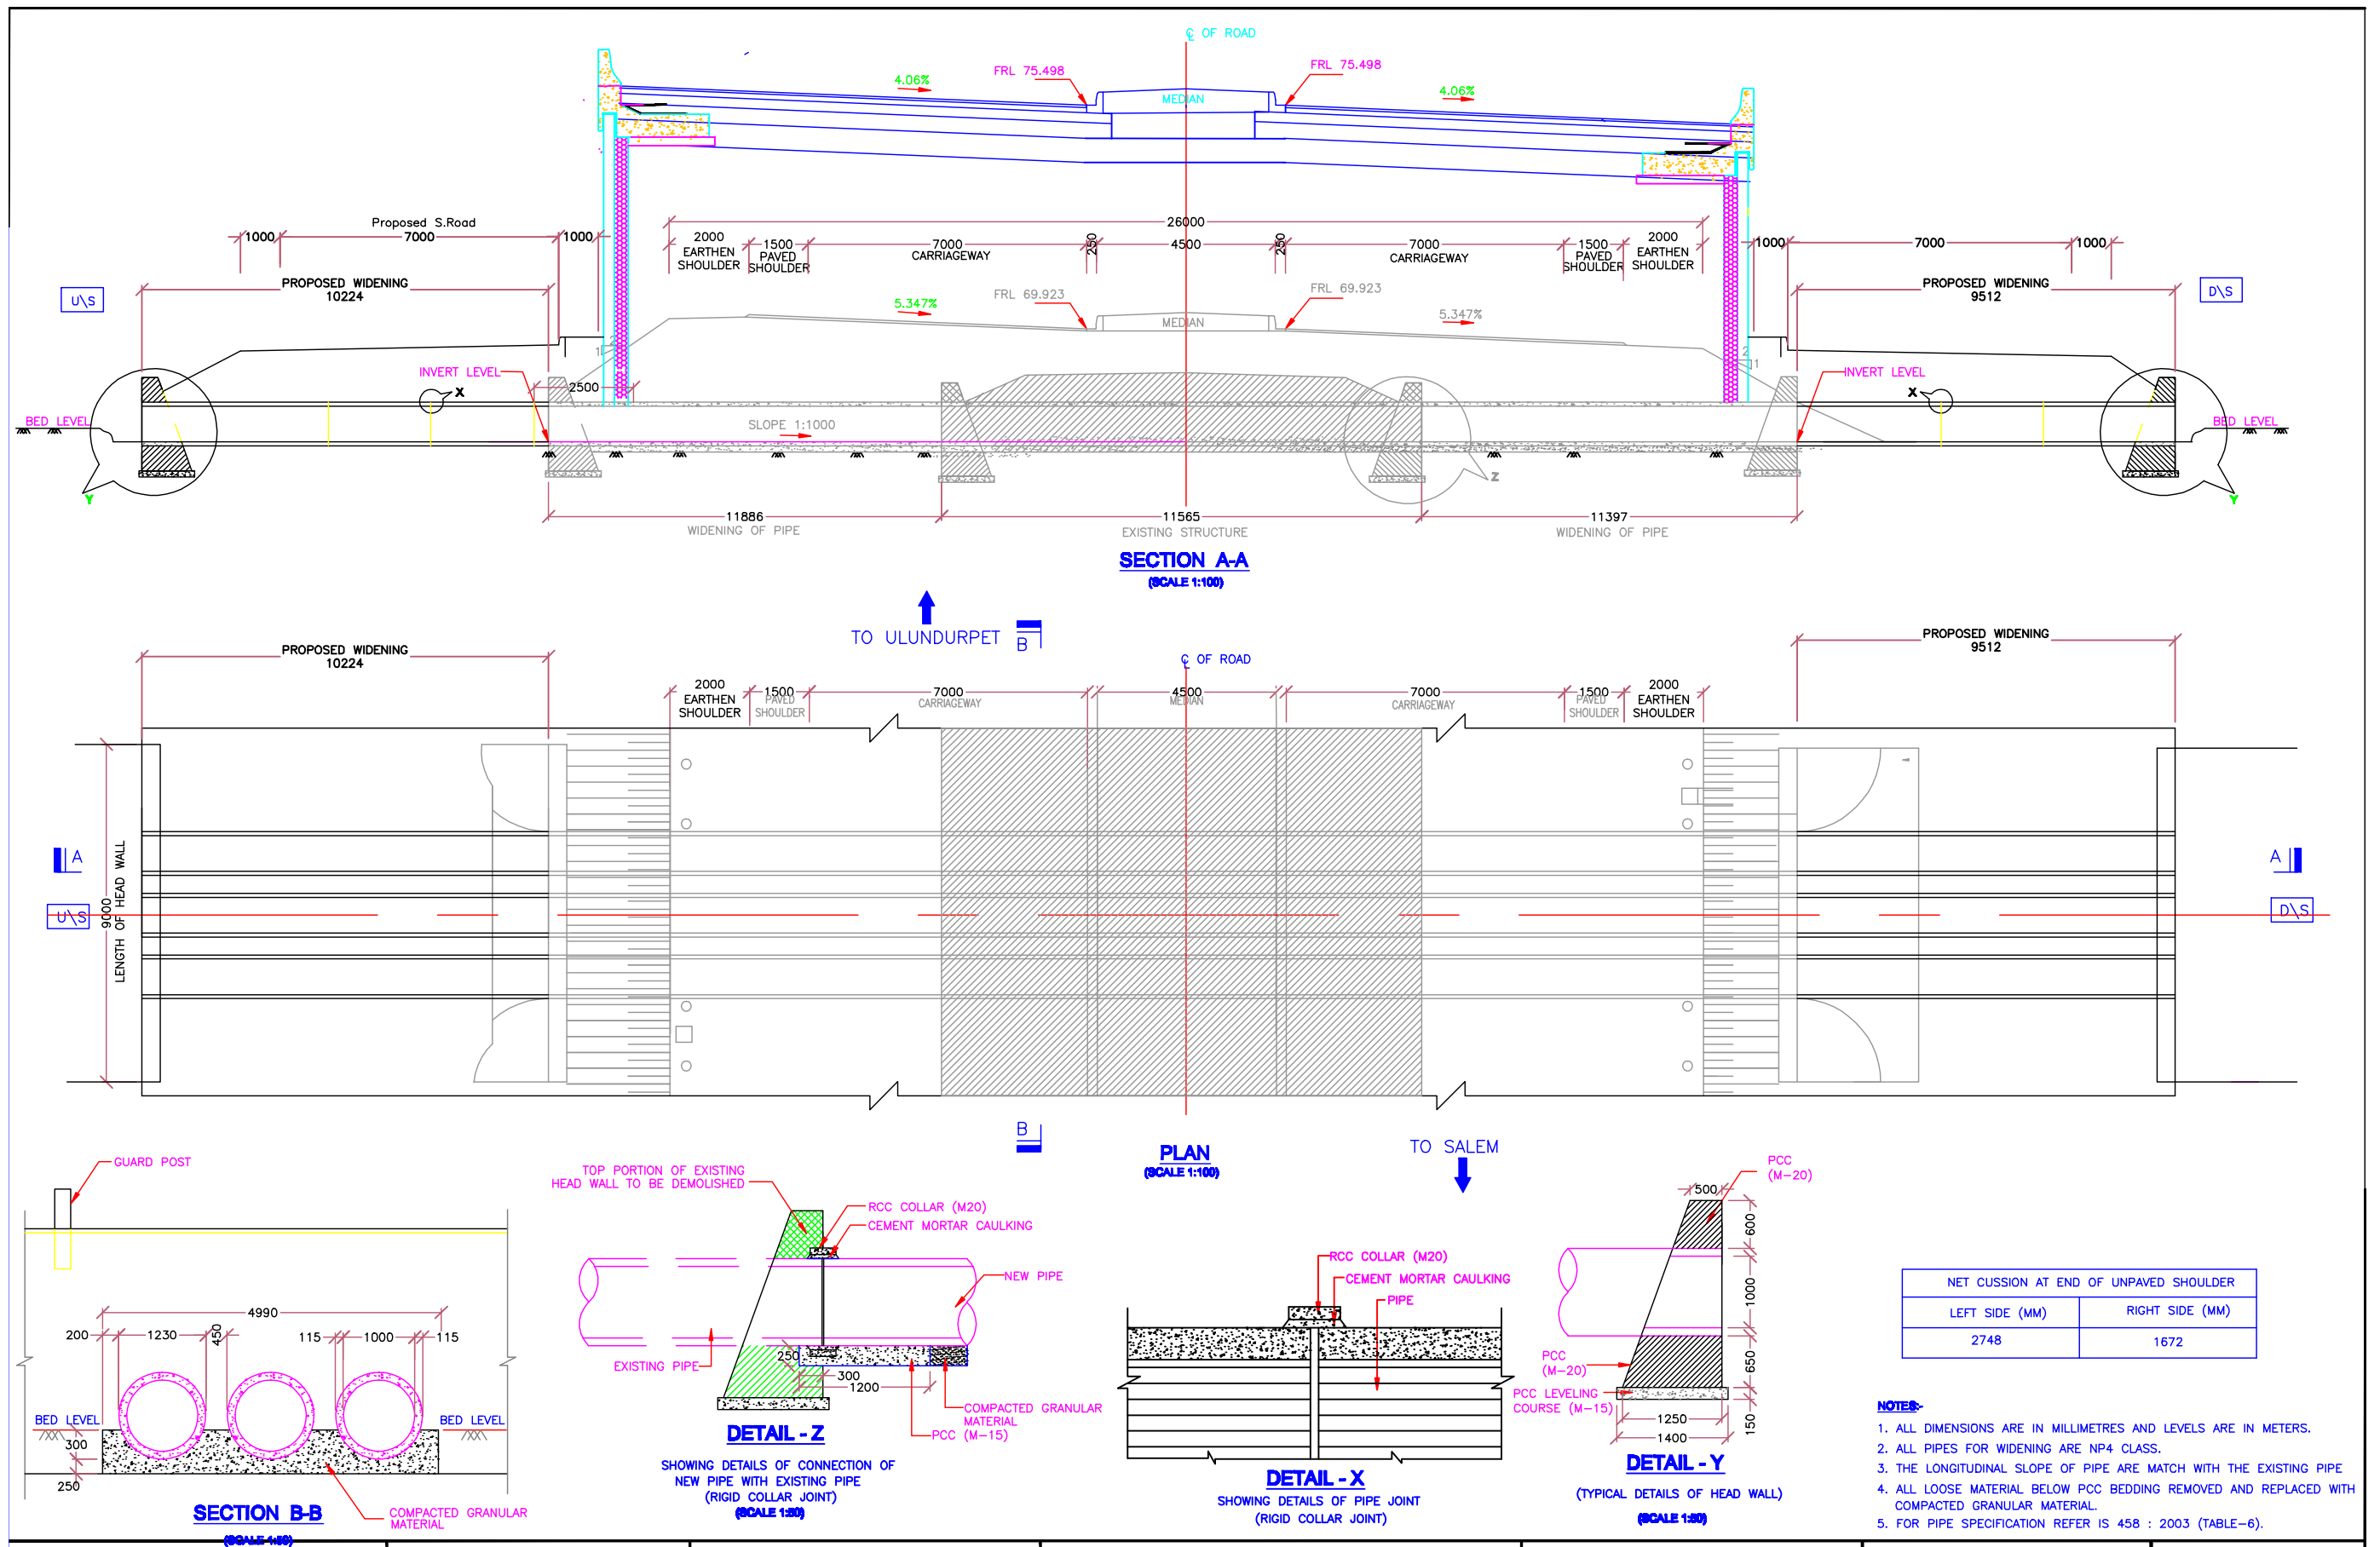 ℄ OF ROAD
FRL 75.498
FRL 75.498
4.06%
4.06%
MEDIAN
26000
Proposed S.Road
1000
7000
1000
2000
EARTHEN
SHOULDER
1500
PAVED
SHOULDER
7000
CARRIAGEWAY
250
4500
250
7000
CARRIAGEWAY
1500
PAVED
SHOULDER
2000
EARTHEN
SHOULDER
1000
7000
1000
PROPOSED WIDENING
10224
PROPOSED WIDENING
9512
U\S
D\S
5.347%
FRL 69.923
FRL 69.923
5.347%
MEDIAN
1
2
2
1
INVERT LEVEL
2500
INVERT LEVEL
X
X
BED LEVEL
BED LEVEL
SLOPE 1:1000
Y
Z
Y
11886
WIDENING OF PIPE
11565
EXISTING STRUCTURE
11397
WIDENING OF PIPE
SECTION A-A
(SCALE 1:100)
TO ULUNDURPET
B
℄ OF ROAD
PROPOSED WIDENING
10224
PROPOSED WIDENING
9512
2000
EARTHEN
SHOULDER
1500
PAVED
SHOULDER
7000
CARRIAGEWAY
4500
MEDIAN
7000
CARRIAGEWAY
1500
PAVED
SHOULDER
2000
EARTHEN
SHOULDER
A
A
9000
LENGTH OF HEAD WALL
U\S
D\S
B
PLAN
(SCALE 1:100)
TO SALEM
GUARD POST
4990
200
1230
450
115
1000
115
BED LEVEL
BED LEVEL
300
250
COMPACTED GRANULAR
MATERIAL
SECTION B-B
(SCALE 1:50)
TOP PORTION OF EXISTING
HEAD WALL TO BE DEMOLISHED
RCC COLLAR (M20)
CEMENT MORTAR CAULKING
NEW PIPE
EXISTING PIPE
250
300
1200
COMPACTED GRANULAR
MATERIAL
PCC (M-15)
DETAIL - Z
SHOWING DETAILS OF CONNECTION OF
NEW PIPE WITH EXISTING PIPE
(RIGID COLLAR JOINT)
(SCALE 1:50)
RCC COLLAR (M20)
CEMENT MORTAR CAULKING
PIPE
DETAIL - X
SHOWING DETAILS OF PIPE JOINT
(RIGID COLLAR JOINT)
PCC
(M-20)
500
600
1000
650
150
PCC
(M-20)
PCC LEVELING
COURSE (M-15)
1250
1400
DETAIL - Y
(TYPICAL DETAILS OF HEAD WALL)
(SCALE 1:50)
NET CUSSION AT END OF UNPAVED SHOULDER
LEFT SIDE (MM)
RIGHT SIDE (MM)
2748
1672
NOTES:-
1. ALL DIMENSIONS ARE IN MILLIMETRES AND LEVELS ARE IN METERS.
2. ALL PIPES FOR WIDENING ARE NP4 CLASS.
3. THE LONGITUDINAL SLOPE OF PIPE ARE MATCH WITH THE EXISTING PIPE
4. ALL LOOSE MATERIAL BELOW PCC BEDDING REMOVED AND REPLACED WITH
COMPACTED GRANULAR MATERIAL.
5. FOR PIPE SPECIFICATION REFER IS 458 : 2003 (TABLE-6).